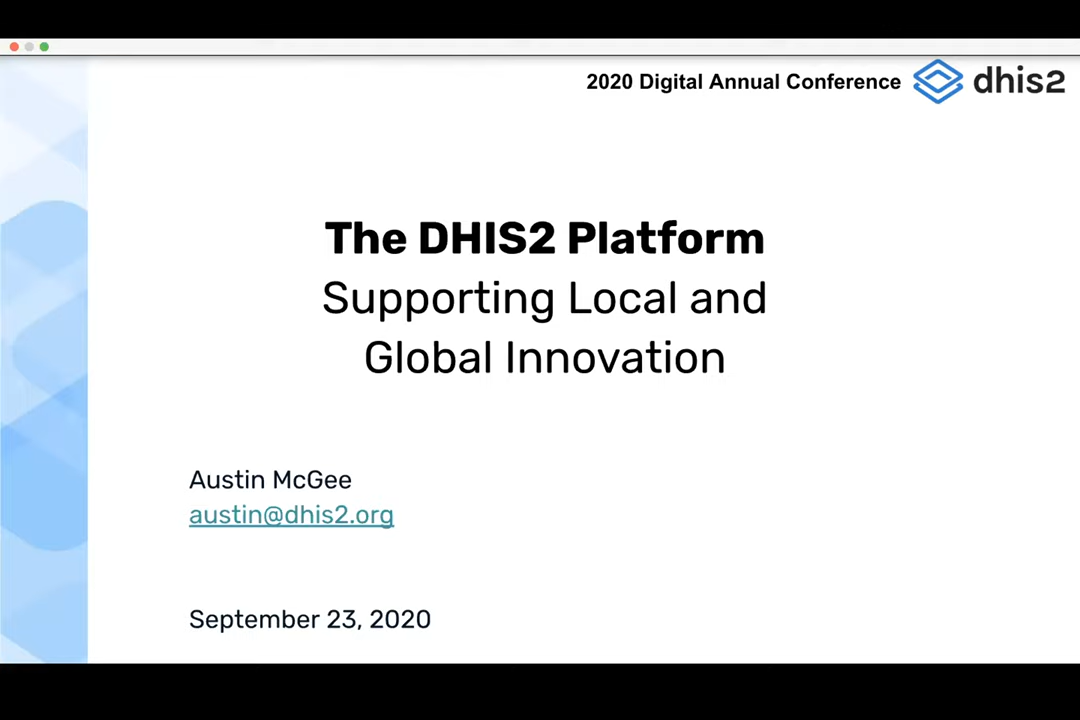 2020 Digital Annual Conference dhis2
The DHIS2 Platform
Supporting Local and
Global Innovation
Austin McGee
austin@dhis2.org
September 23, 2020